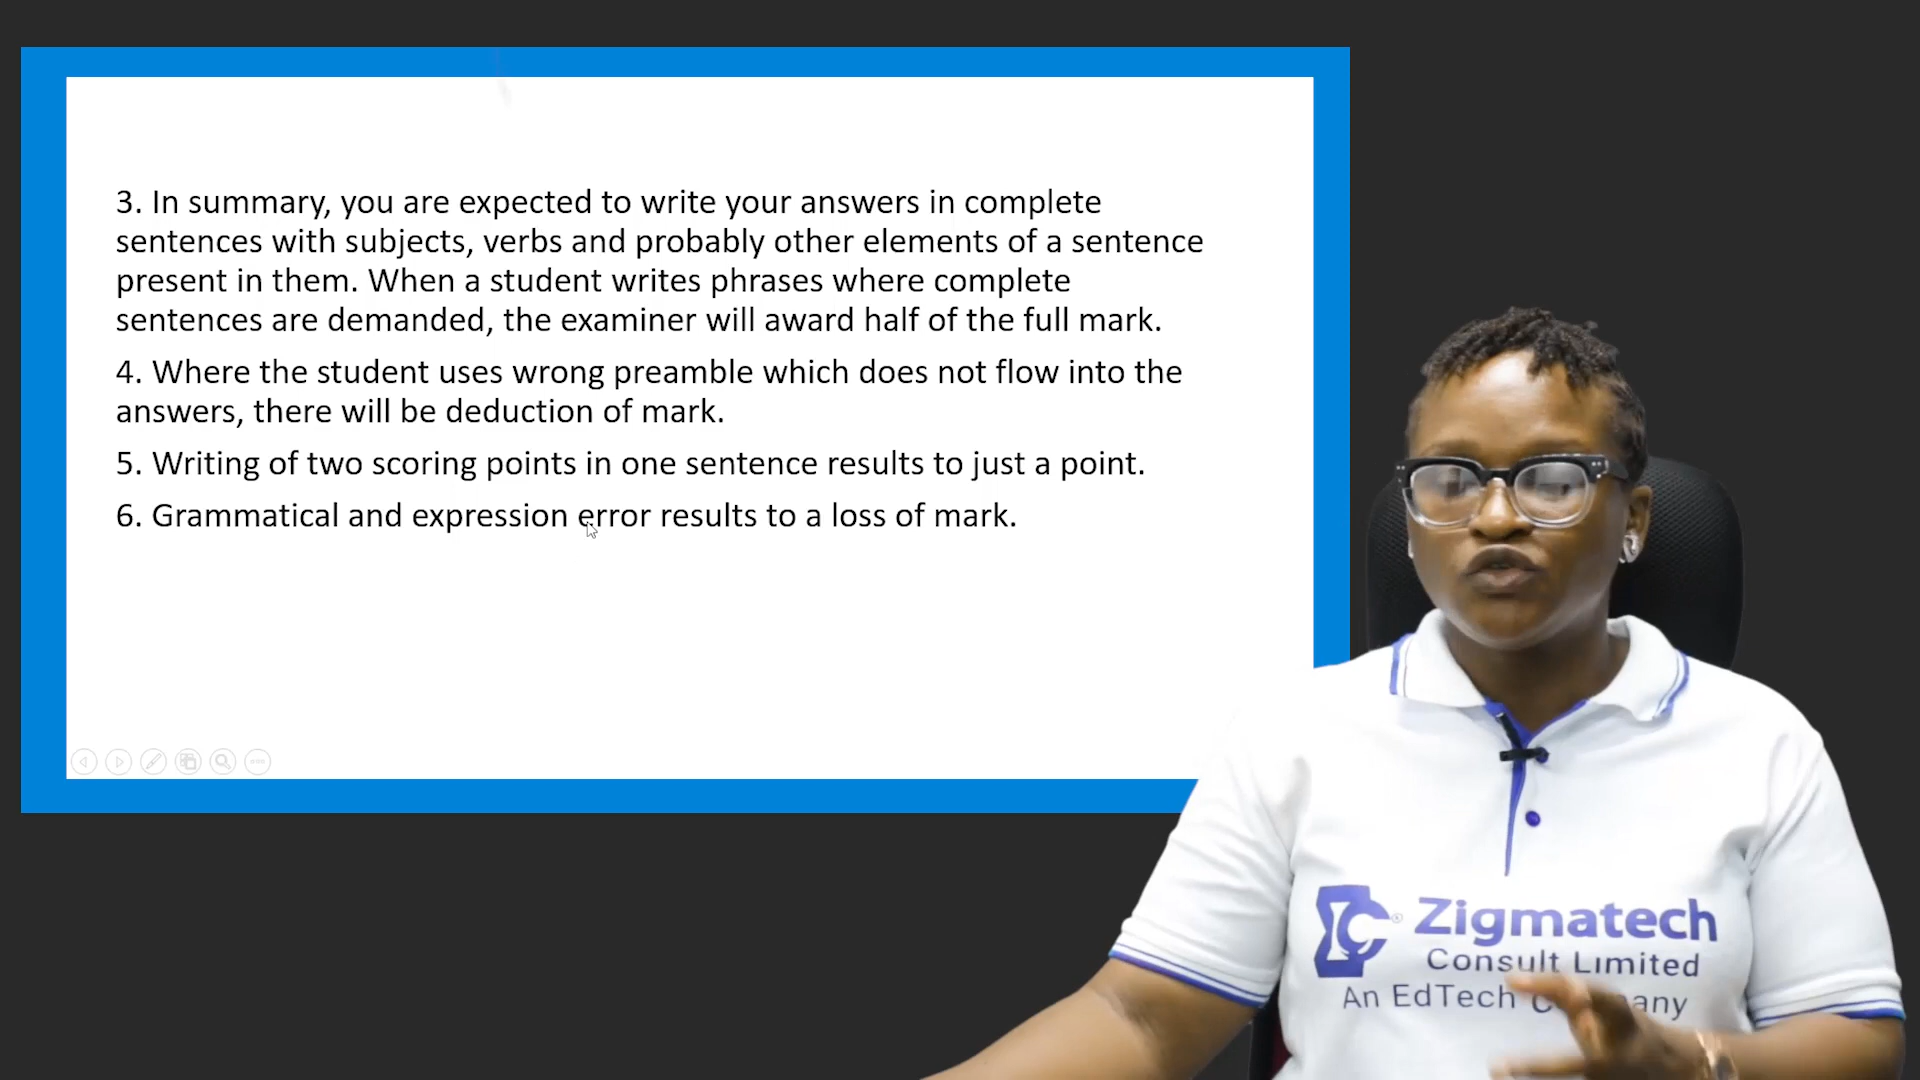 3. In summary, you are expected to write your answers in complete
sentences with subjects, verbs and probably other elements of a sentence
present in them. When a student writes phrases where complete
sentences are demanded, the examiner will award half of the full mark.
4. Where the student uses wrong preamble which does not flow into the
answers, there will be deduction of mark.
5. Writing of two scoring points in one sentence results to just a point.
6. Grammatical and expression error results to a loss of mark.
Zigmatech
Consult Limited
An EdTech